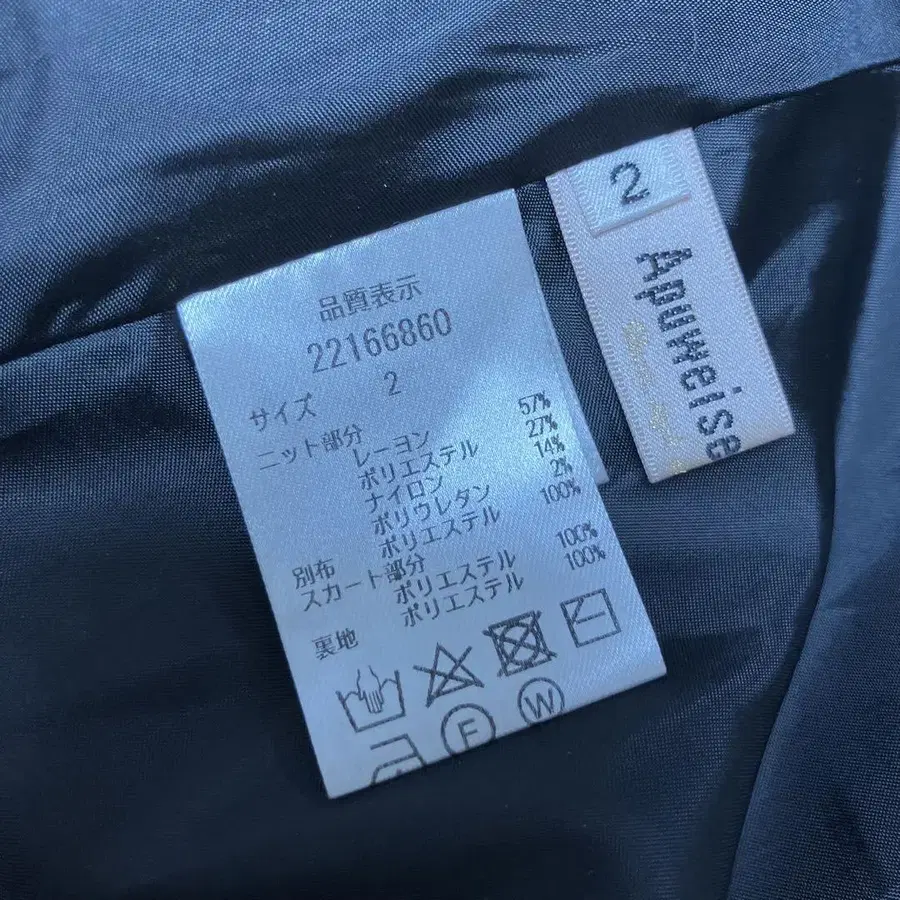 品質表示
22166860
サイズ 2
ニット部分
レーヨン 57%
ポリエステル 27%
ナイロン 14%
ポリウレタン 2%
別布 ポリエステル 100%
スカート部分
ポリエステル 100%
裏地 ポリエステル 100%
F W
2
Apuweise